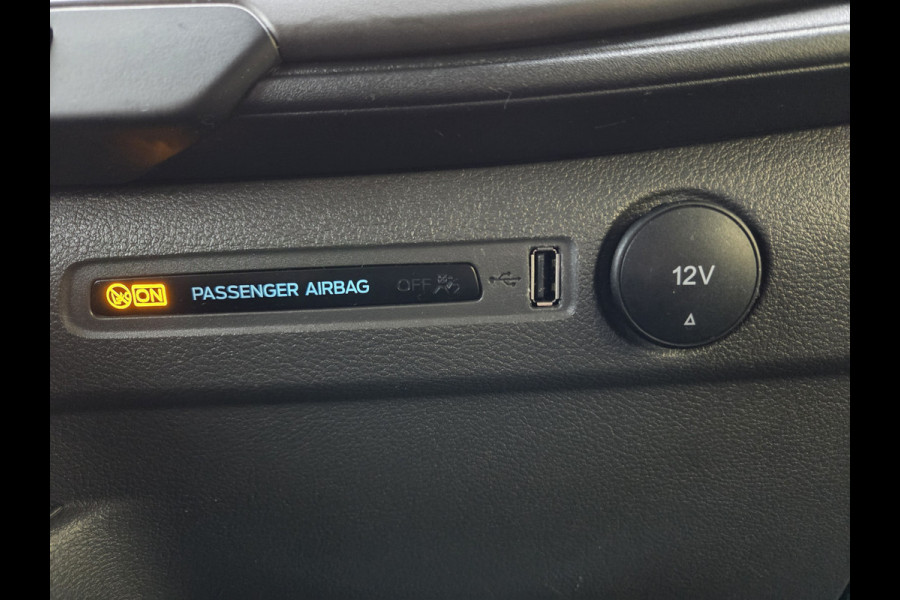 ON PASSENGER AIRBAG OFF
12V